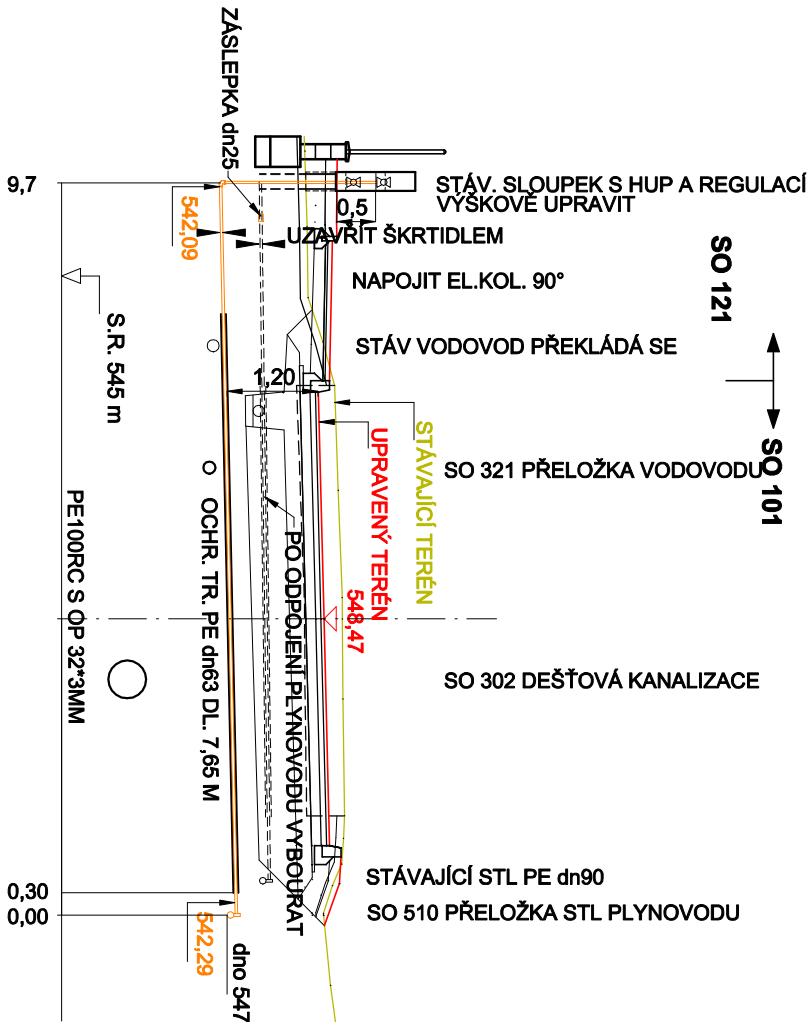 ZÁSLEPKA dn25
9,7
542,09
0,5
STÁV. SLOUPEK S HUP A REGULACÍ
VÝŠKOVĚ UPRAVIT
UZAVŘÍT ŠKRTIDLEM
NAPOJIT EL.KOL. 90°
SO 121
S.R. 545 m
STÁV VODOVOD PŘEKLÁDÁ SE
1,20
SO 101
STÁVAJÍCÍ TERÉN
UPRAVENÝ TERÉN
SO 321 PŘELOŽKA VODOVODU
548,47
PE100RC S OP 32*3MM
OCHR. TR. PE dn63 DL. 7,65 M
PO ODPOJENÍ PLYNOVODU VYBOURAT
SO 302 DEŠŤOVÁ KANALIZACE
STÁVAJÍCÍ STL PE dn90
0,30
0,00
SO 510 PŘELOŽKA STL PLYNOVODU
542,29
dno 547